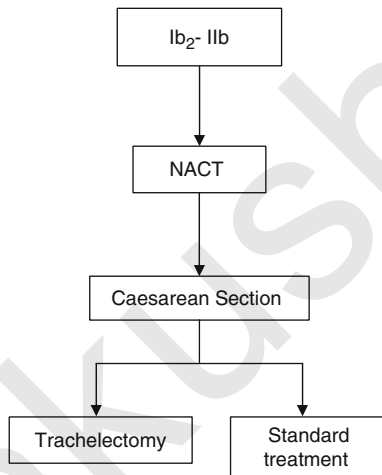 Ib₂- IIb
NACT
Caesarean Section
Trachelectomy
Standard
treatment